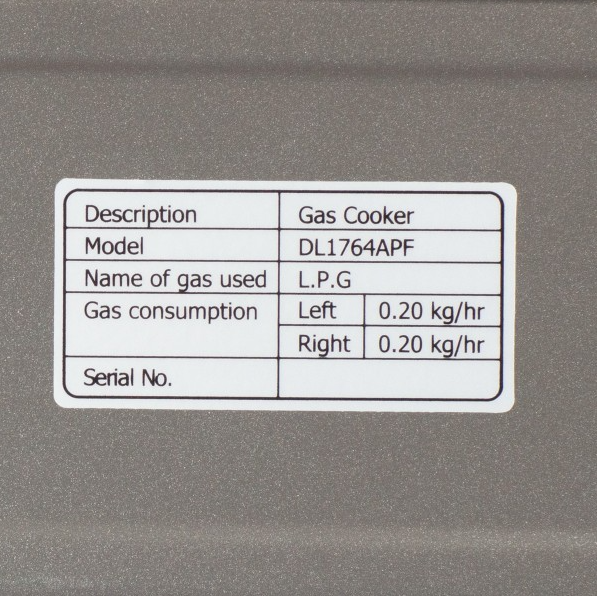 Description Gas Cooker
Model DL1764APF
Name of gas used L.P.G
Gas consumption Left 0.20 kg/hr
Right 0.20 kg/hr
Serial No.